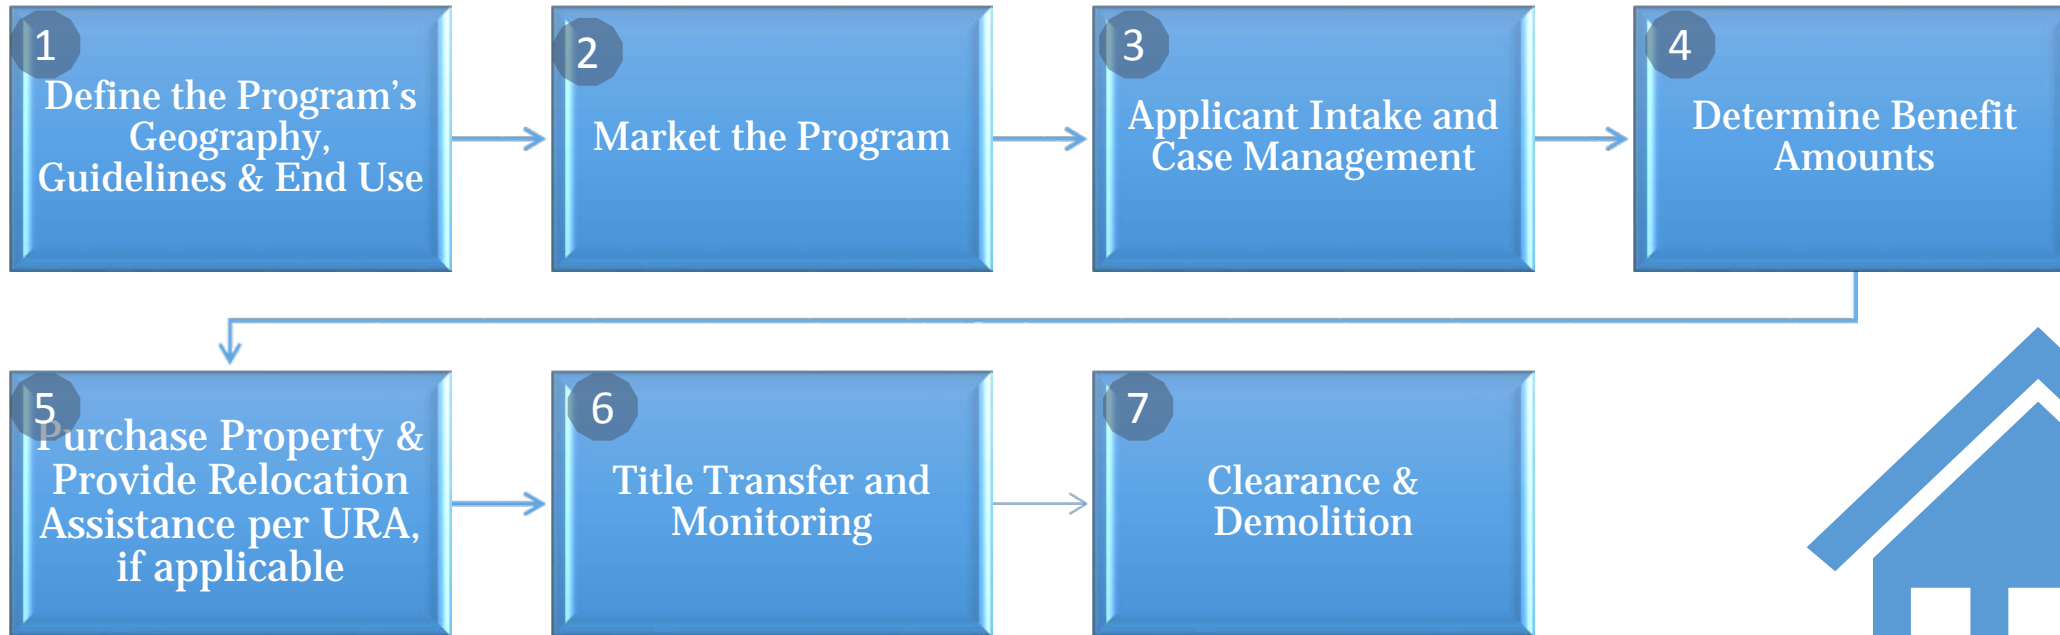 1
Define the Program’s
Geography,
Guidelines & End Use
2
Market the Program
3
Applicant Intake and
Case Management
4
Determine Benefit
Amounts
5
Purchase Property &
Provide Relocation
Assistance per URA,
if applicable
6
Title Transfer and
Monitoring
7
Clearance &
Demolition